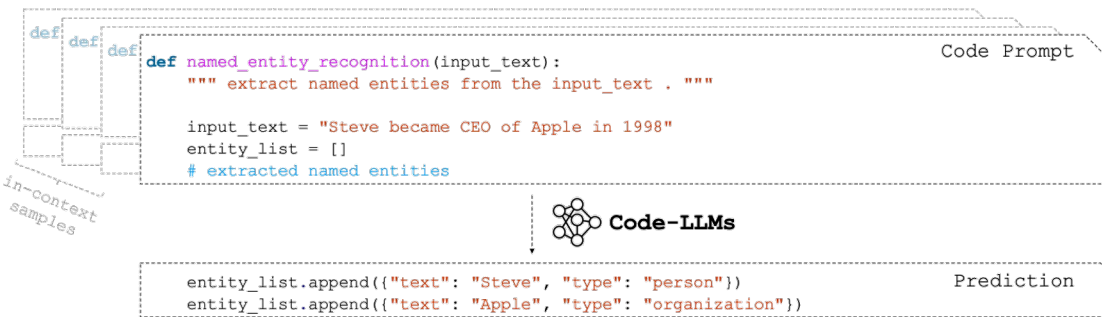 def
def
def
Code Prompt
def named_entity_recognition(input_text):
""" extract named entities from the input_text . """
input_text = "Steve became CEO of Apple in 1998"
entity_list = []
# extracted named entities
in-context
samples
Code-LLMs
Prediction
entity_list.append({"text": "Steve", "type": "person"})
entity_list.append({"text": "Apple", "type": "organization"})